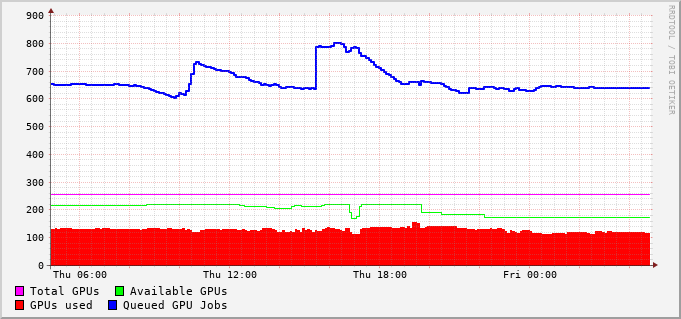 RRDTOOL / TOBI OETIKER
900
800
700
600
500
400
300
200
100
0
Thu 06:00 Thu 12:00 Thu 18:00 Fri 00:00
Total GPUs Available GPUs
GPUs used Queued GPU Jobs